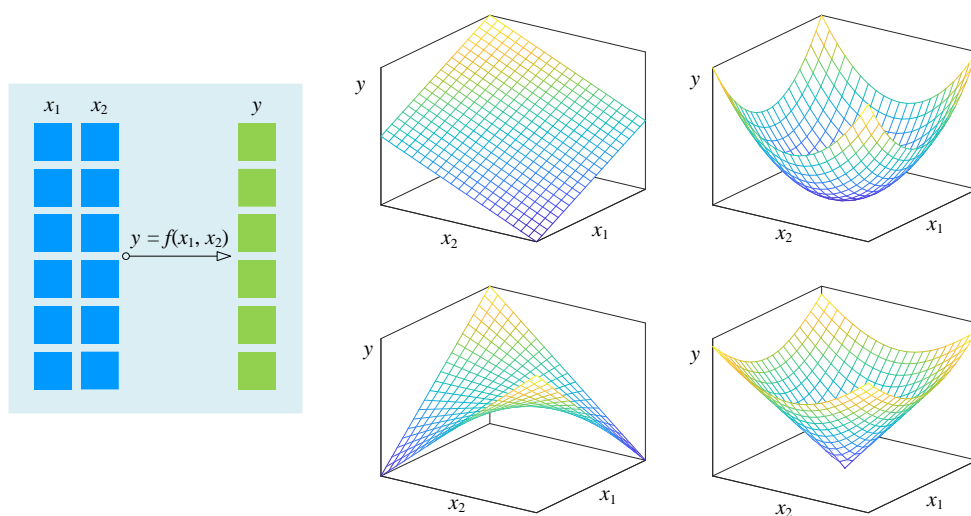 x₁ x₂ y
y = f(x₁, x₂)
y
x₂
x₁
y
x₂
x₁
y
x₂
x₁
y
x₂
x₁